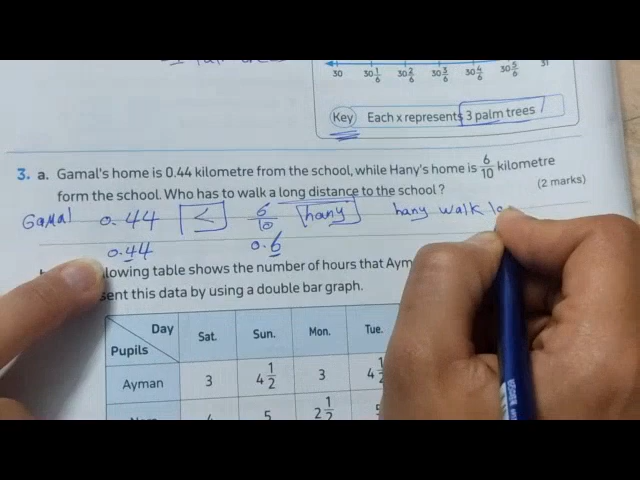 30 30 1/6 30 2/6 30 3/6 30 4/6 30 5/6 31
Key Each x represents 3 palm trees
3. a. Gamal's home is 0.44 kilometre from the school, while Hany's home is 6/10 kilometre
form the school. Who has to walk a long distance to the school ?
(2 marks)
Gamal 0.44 < 6/10 hany hany walk lo
0.44 0.6
lowing table shows the number of hours that Aym
sent this data by using a double bar graph.
Day Sat. Sun. Mon. Tue.
Pupils
Ayman 3 4 1/2 3 4 1/2
5 2 1/2